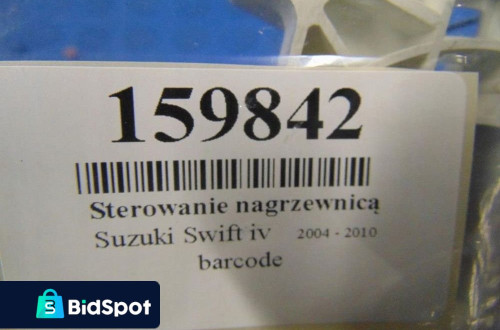 159842
Sterowanie nagrzewnicą
Suzuki Swift iv 2004 - 2010
barcode
S
BidSpot